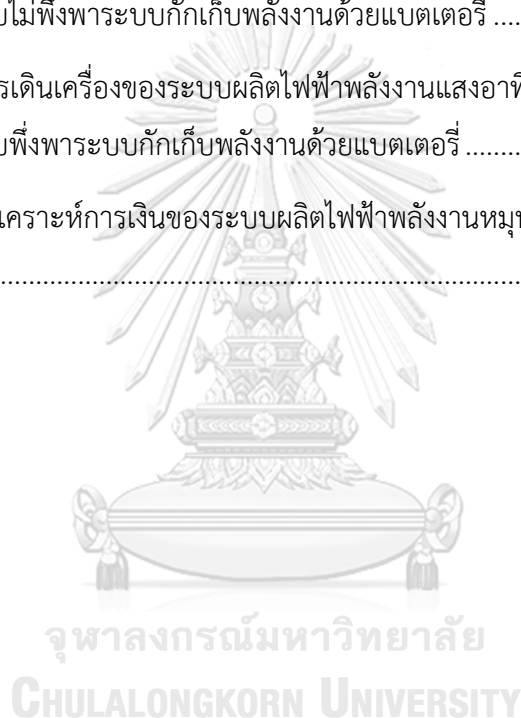 บไม่พึ่งพาระบบกักเก็บพลังงานด้วยแบตเตอรี่ ....
รเดินเครื่องของระบบผลิตไฟฟ้าพลังงานแสงอาทิ
บพึ่งพาระบบกักเก็บพลังงานด้วยแบตเตอรี่ ........
เคราะห์การเงินของระบบผลิตไฟฟ้าพลังงานหมุน
................................................................
จุฬาลงกรณ์มหาวิทยาลัย
CHULALONGKORN UNIVERSITY